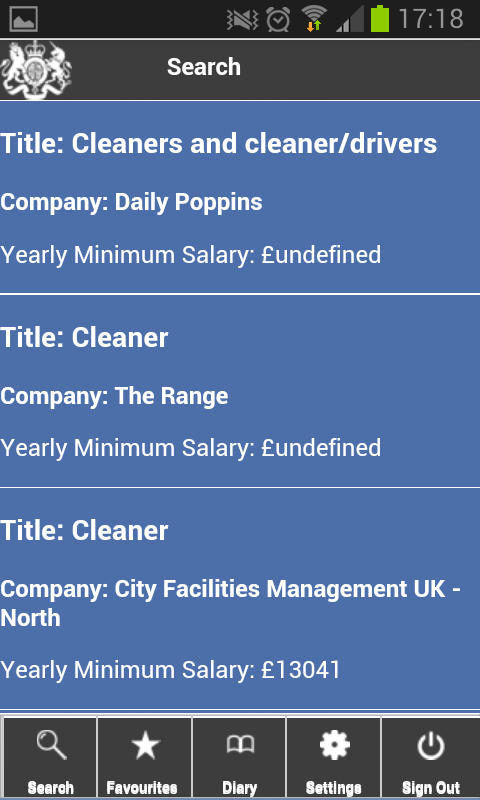 17:18
Search
Title: Cleaners and cleaner/drivers
Company: Daily Poppins
Yearly Minimum Salary: £undefined
Title: Cleaner
Company: The Range
Yearly Minimum Salary: £undefined
Title: Cleaner
Company: City Facilities Management UK -
North
Yearly Minimum Salary: £13041
Search Favourites Diary Settings Sign Out